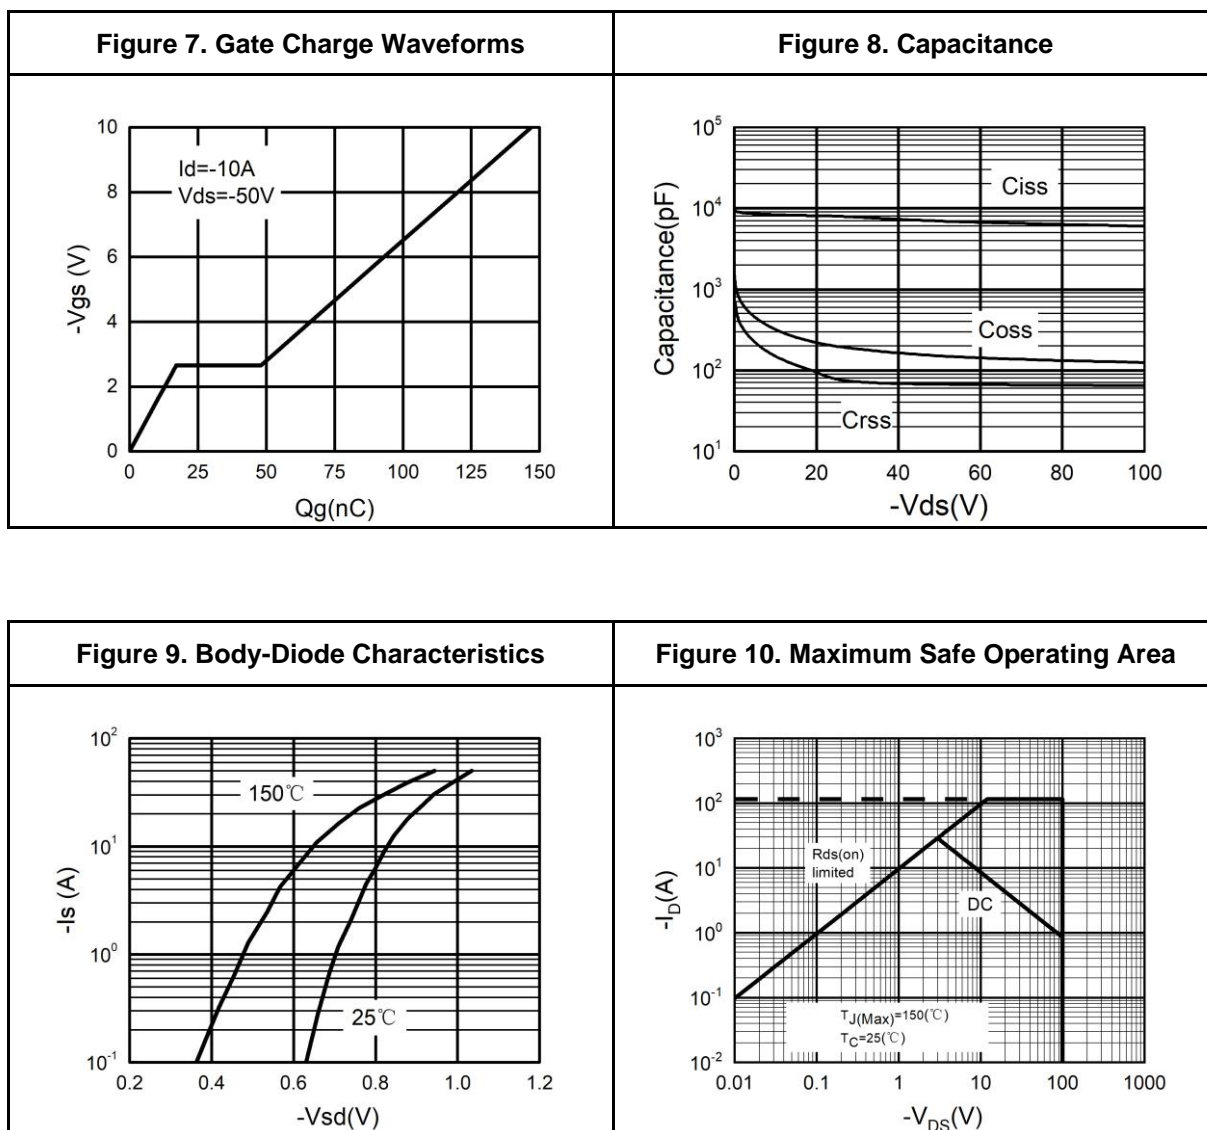 Figure 7. Gate Charge Waveforms
Figure 8. Capacitance
10
8
6
4
2
0
-Vgs (V)
Id=-10A
Vds=-50V
0 25 50 75 100 125 150
Qg(nC)
10⁵
10⁴
10³
10²
10¹
Capacitance(pF)
Ciss
Coss
Crss
0 20 40 60 80 100
-Vds(V)
Figure 9. Body-Diode Characteristics
Figure 10. Maximum Safe Operating Area
10²
10¹
10⁰
10⁻¹
-Is (A)
150℃
25℃
0.2 0.4 0.6 0.8 1.0 1.2
-Vsd(V)
10³
10²
10¹
10⁰
10⁻¹
10⁻²
-I_D(A)
Rds(on)
limited
DC
T_J(Max)=150(℃)
T_C=25(℃)
0.01 0.1 1 10 100 1000
-V_DS(V)